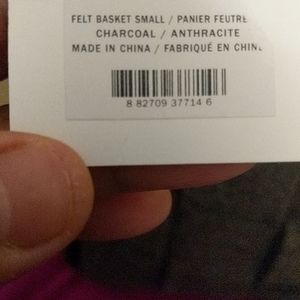 FELT BASKET SMALL / PANIER FEUTRE
CHARCOAL / ANTHRACITE
MADE IN CHINA / FABRIQUÉ EN CHINE
8 82709 37714 6